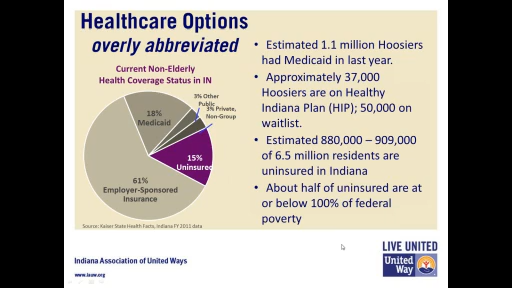 Healthcare Options
overly abbreviated
Current Non-Elderly
Health Coverage Status in IN
3% Other
Public
3% Private,
Non-Group
18%
Medicaid
15%
Uninsured
61%
Employer-Sponsored
Insurance
Source: Kaiser State Health Facts, Indiana FY 2011 data
• Estimated 1.1 million Hoosiers
had Medicaid in last year.
• Approximately 37,000
Hoosiers are on Healthy
Indiana Plan (HIP); 50,000 on
waitlist.
• Estimated 880,000 – 909,000
of 6.5 million residents are
uninsured in Indiana
• About half of uninsured are at
or below 100% of federal
poverty
Indiana Association of United Ways
www.iauw.org
LIVE UNITED
United
Way